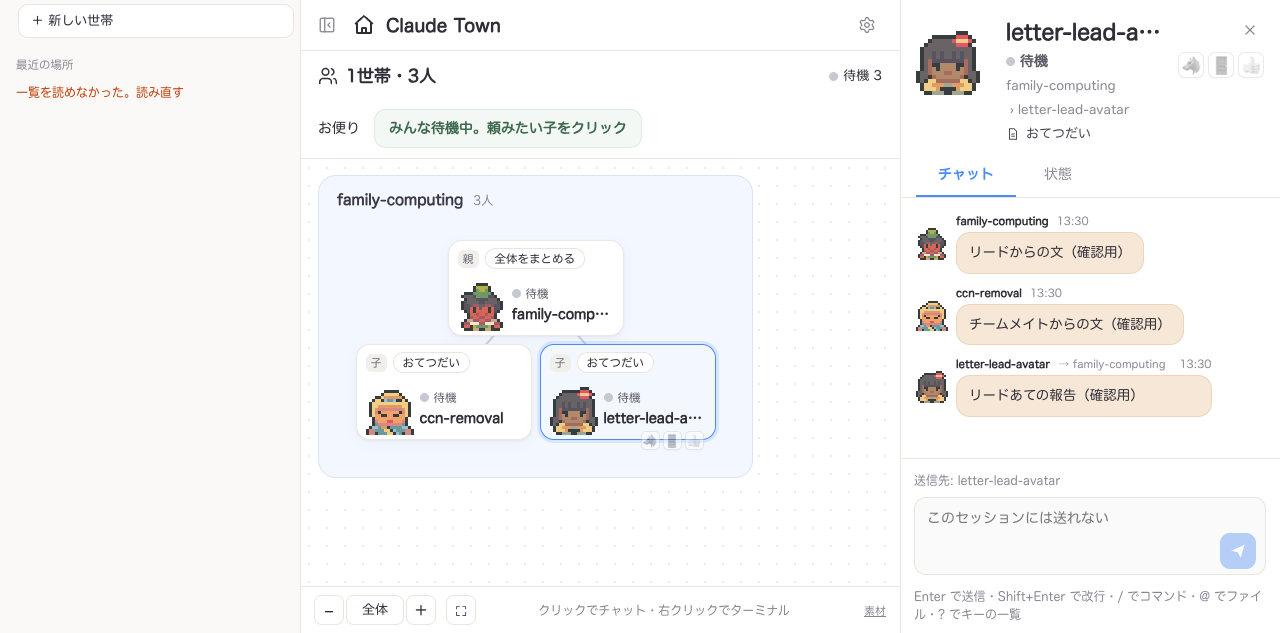 + 新しい世帯
最近の場所
一覧を読めなかった。読み直す
Claude Town
1世帯・3人
待機 3
お便り
みんな待機中。頼みたい子をクリック
family-computing 3人
親 全体をまとめる
待機
family-comp…
子 おてつだい
待機
ccn-removal
子 おてつだい
待機
letter-lead-a…
− 全体 +
クリックでチャット・右クリックでターミナル
素材
letter-lead-a…
待機
family-computing
› letter-lead-avatar
おてつだい
チャット 状態
family-computing 13:30
リードからの文（確認用）
ccn-removal 13:30
チームメイトからの文（確認用）
letter-lead-avatar → family-computing 13:30
リードあての報告（確認用）
送信先: letter-lead-avatar
このセッションには送れない
Enter で送信・Shift+Enter で改行・/ でコマンド・@ でファイ
ル・? でキーの一覧